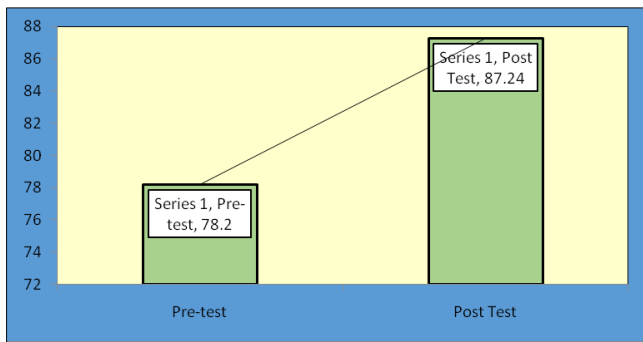 88
86
84
82
80
78
76
74
72
Series 1, Pre-
test, 78.2
Series 1, Post
Test, 87.24
Pre-test
Post Test